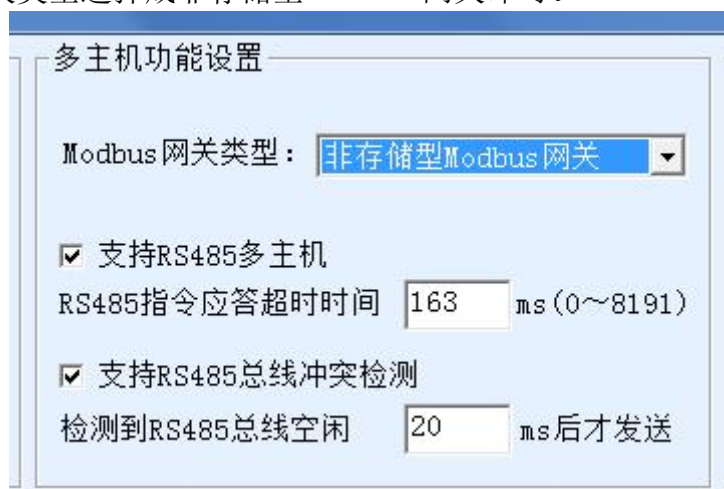 多主机功能设置
Modbus网关类型：非存储型Modbus网关
支持RS485多主机
RS485指令应答超时时间 163 ms(0～8191)
支持RS485总线冲突检测
检测到RS485总线空闲 20 ms后才发送